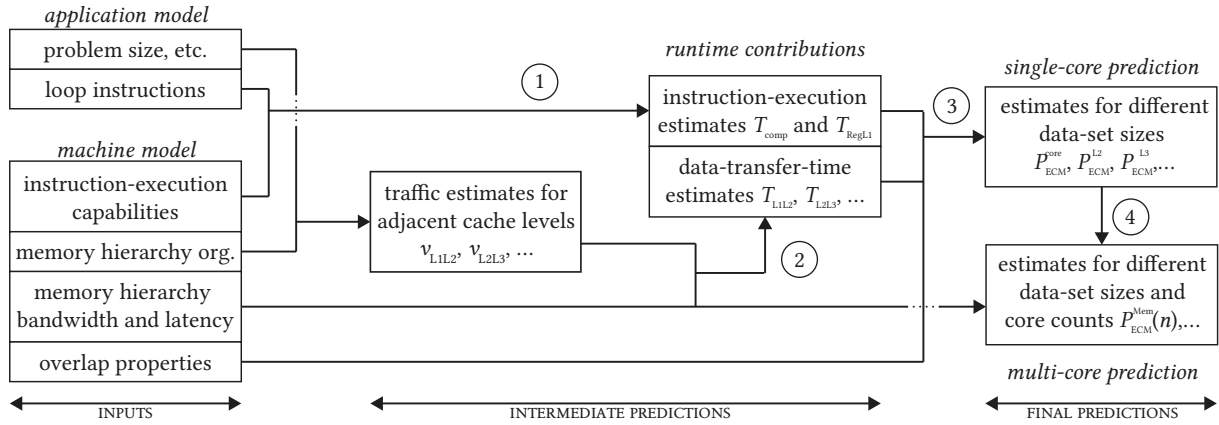 application model
problem size, etc.
loop instructions
machine model
instruction-execution
capabilities
memory hierarchy org.
memory hierarchy
bandwidth and latency
overlap properties
INPUTS
traffic estimates for
adjacent cache levels
v_L1L2, v_L2L3, ...
1
runtime contributions
instruction-execution
estimates T_comp and T_RegL1
data-transfer-time
estimates T_L1L2, T_L2L3, ...
2
INTERMEDIATE PREDICTIONS
3
single-core prediction
estimates for different
data-set sizes
P_ECM^core, P_ECM^L2, P_ECM^L3,...
4
estimates for different
data-set sizes and
core counts P_ECM^Mem(n),...
multi-core prediction
FINAL PREDICTIONS